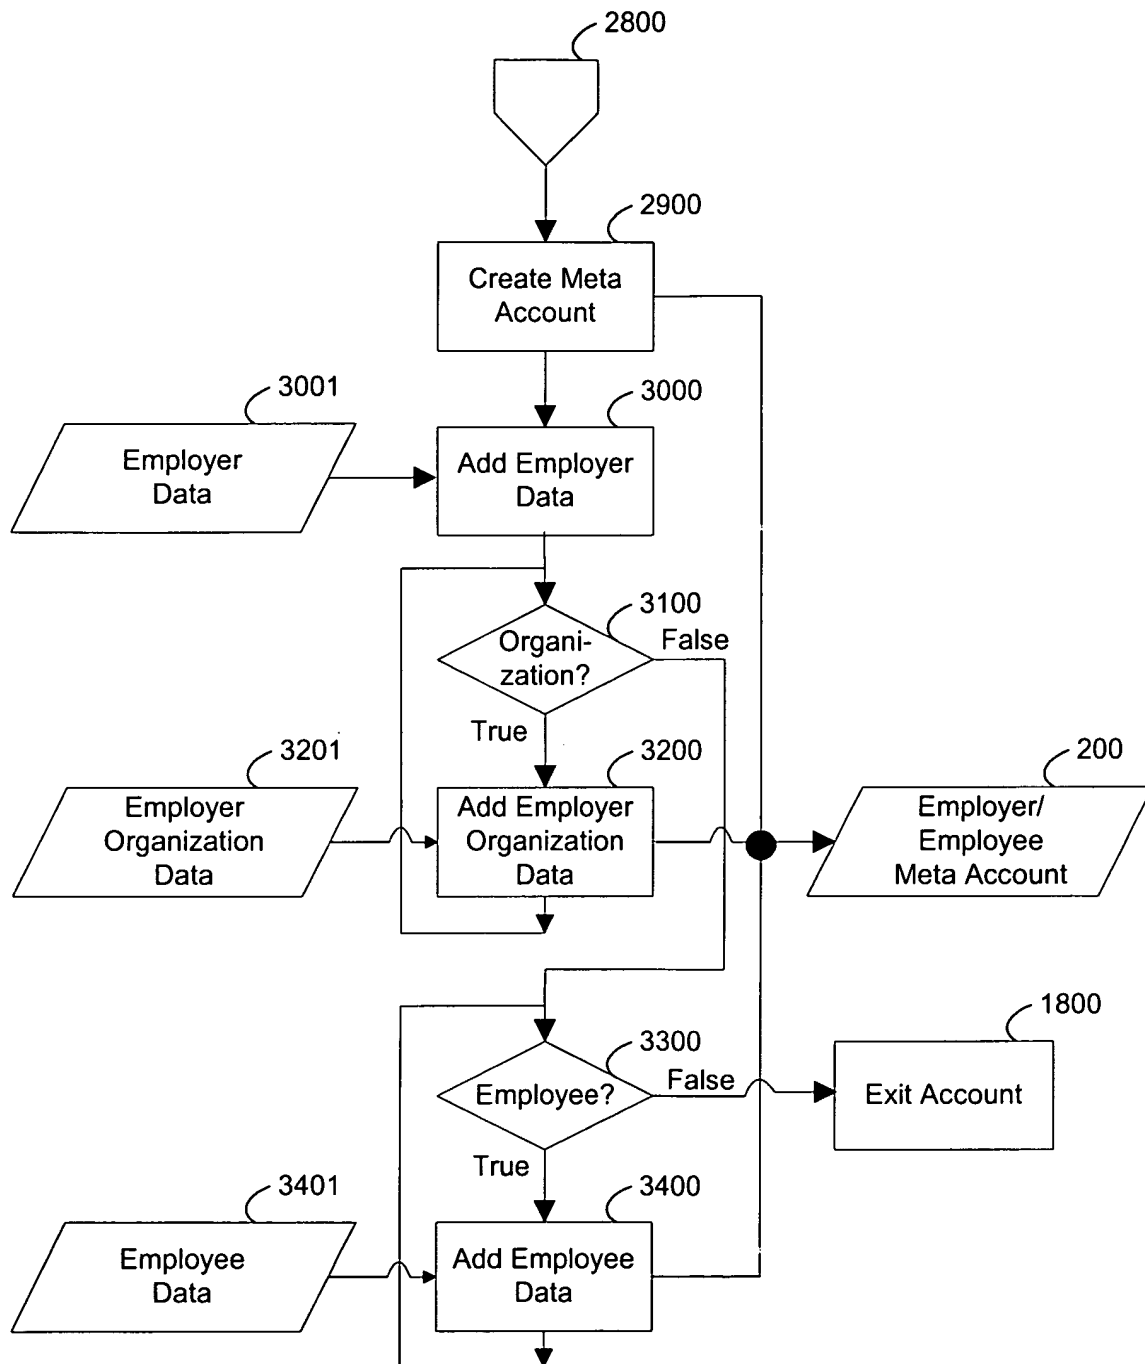 2800
2900
Create Meta
Account
3001
3000
Employer
Data
Add Employer
Data
3100
False
Organi-
zation?
True
3201
3200
200
Employer
Organization
Data
Add Employer
Organization
Data
Employer/
Employee
Meta Account
1800
3300
False
Employee?
Exit Account
True
3401
3400
Employee
Data
Add Employee
Data